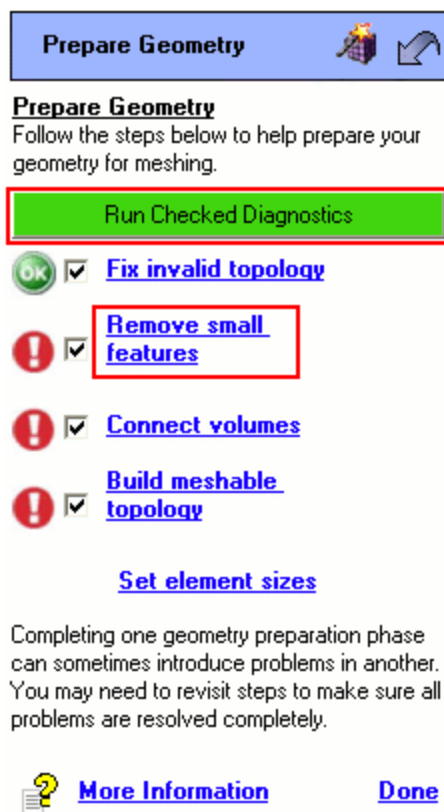 Prepare Geometry
Prepare Geometry
Follow the steps below to help prepare your
geometry for meshing.
Run Checked Diagnostics
OK
Fix invalid topology
Remove small
features
Connect volumes
Build meshable
topology
Set element sizes
Completing one geometry preparation phase
can sometimes introduce problems in another.
You may need to revisit steps to make sure all
problems are resolved completely.
More Information Done